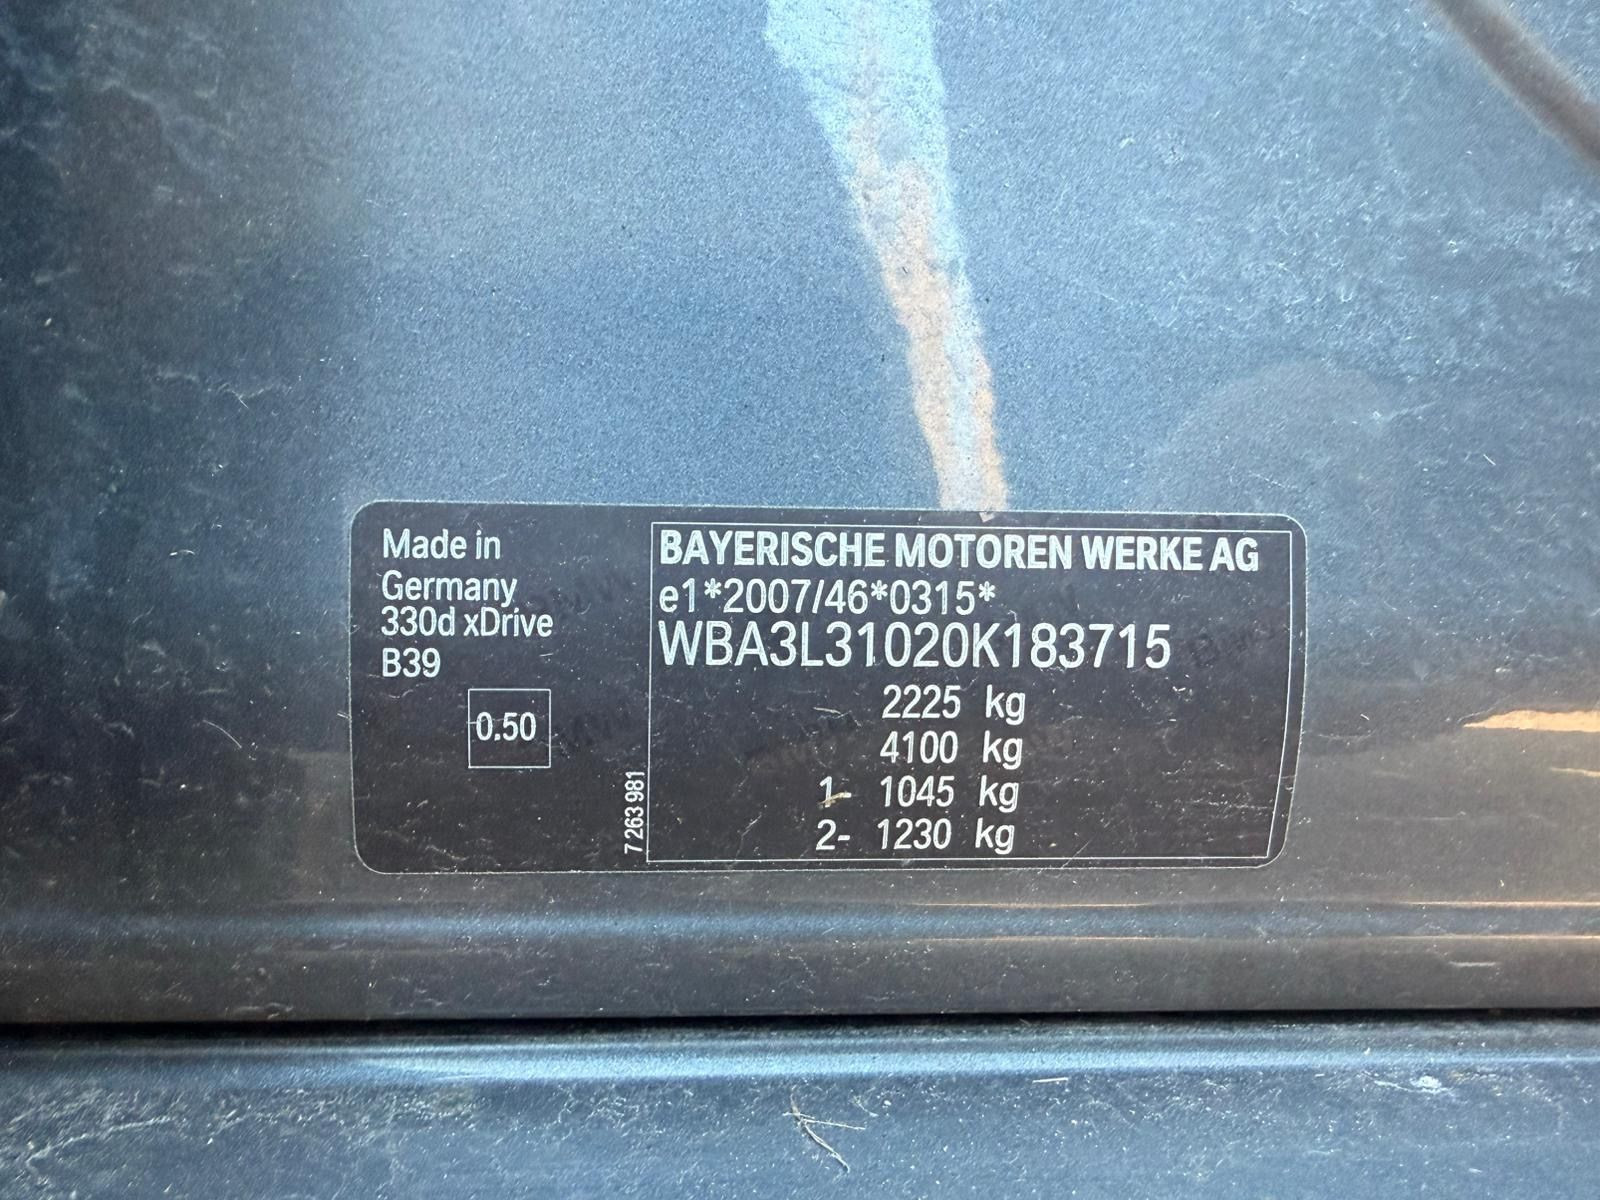 Made in
Germany
330d xDrive
B39
0.50
7 263 981
BAYERISCHE MOTOREN WERKE AG
e1*2007/46*0315*
WBA3L31020K183715
2225 kg
4100 kg
1- 1045 kg
2- 1230 kg